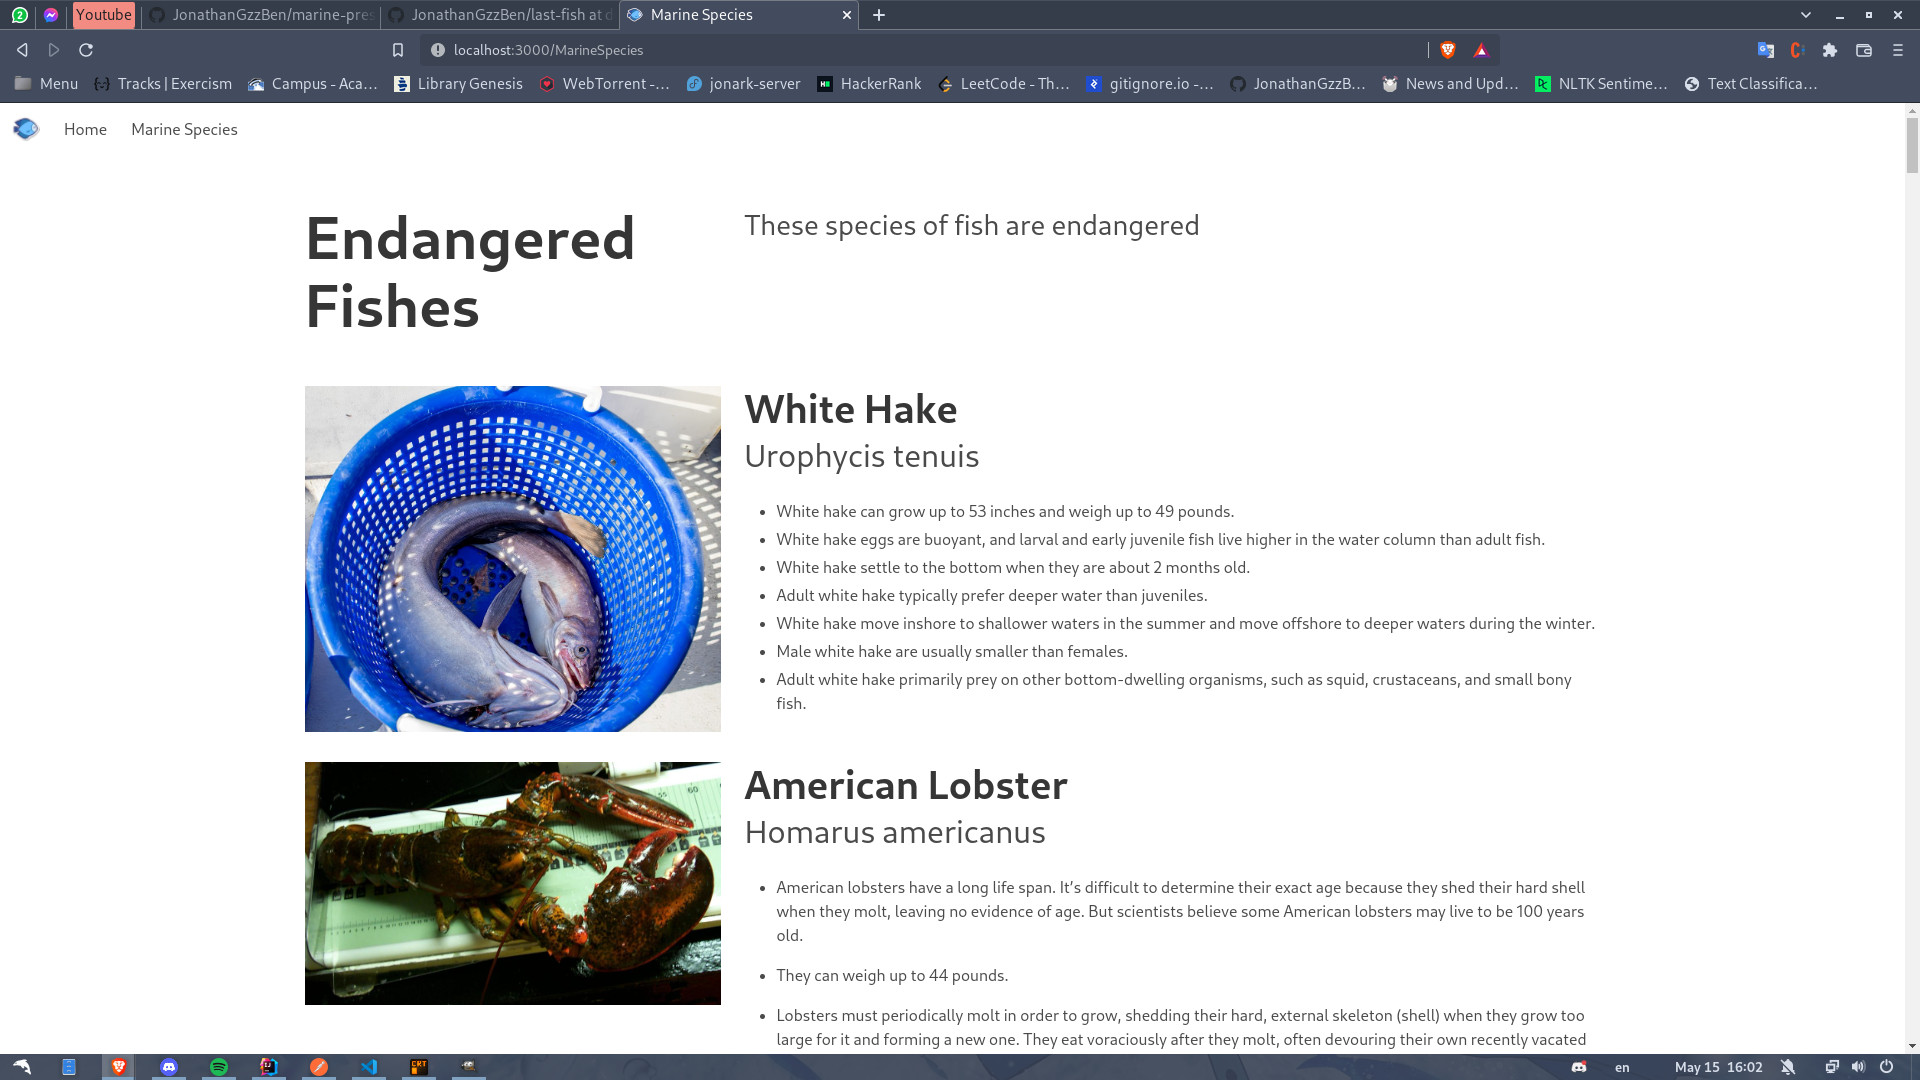 2
Youtube
JonathanGzzBen/marine-pres
JonathanGzzBen/last-fish at d
Marine Species
localhost:3000/MarineSpecies
Menu
Tracks | Exercism
Campus - Aca...
Library Genesis
WebTorrent -...
jonark-server
HackerRank
LeetCode - Th...
gitignore.io -...
JonathanGzzB...
News and Upd...
NLTK Sentime...
Text Classifica...
Home
Marine Species
Endangered
Fishes
These species of fish are endangered
White Hake
Urophycis tenuis
• White hake can grow up to 53 inches and weigh up to 49 pounds.
• White hake eggs are buoyant, and larval and early juvenile fish live higher in the water column than adult fish.
• White hake settle to the bottom when they are about 2 months old.
• Adult white hake typically prefer deeper water than juveniles.
• White hake move inshore to shallower waters in the summer and move offshore to deeper waters during the winter.
• Male white hake are usually smaller than females.
• Adult white hake primarily prey on other bottom-dwelling organisms, such as squid, crustaceans, and small bony
fish.
American Lobster
Homarus americanus
• American lobsters have a long life span. It’s difficult to determine their exact age because they shed their hard shell
when they molt, leaving no evidence of age. But scientists believe some American lobsters may live to be 100 years
old.
• They can weigh up to 44 pounds.
• Lobsters must periodically molt in order to grow, shedding their hard, external skeleton (shell) when they grow too
large for it and forming a new one. They eat voraciously after they molt, often devouring their own recently vacated
en
May 15 16:02